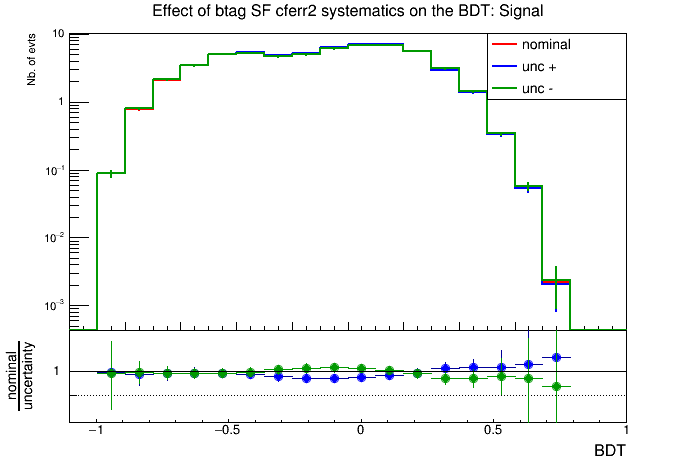 Effect of btag SF cferr2 systematics on the BDT: Signal
Nb. of evts
10
1
10⁻¹
10⁻²
10⁻³
nominal
unc +
unc -
nominal
uncertainty
1
−1
−0.5
0
0.5
1
BDT